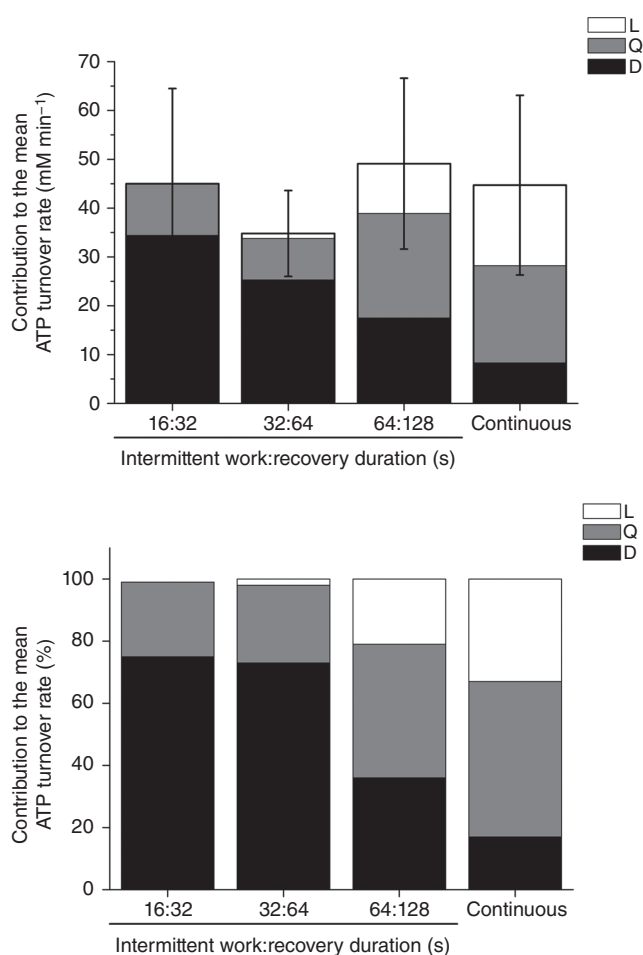 L
Q
D
Contribution to the mean
ATP turnover rate (mM min⁻¹)
70
60
50
40
30
20
10
0
16:32
32:64
64:128
Continuous
Intermittent work:recovery duration (s)
L
Q
D
Contribution to the mean
ATP turnover rate (%)
100
80
60
40
20
0
16:32
32:64
64:128
Continuous
Intermittent work:recovery duration (s)